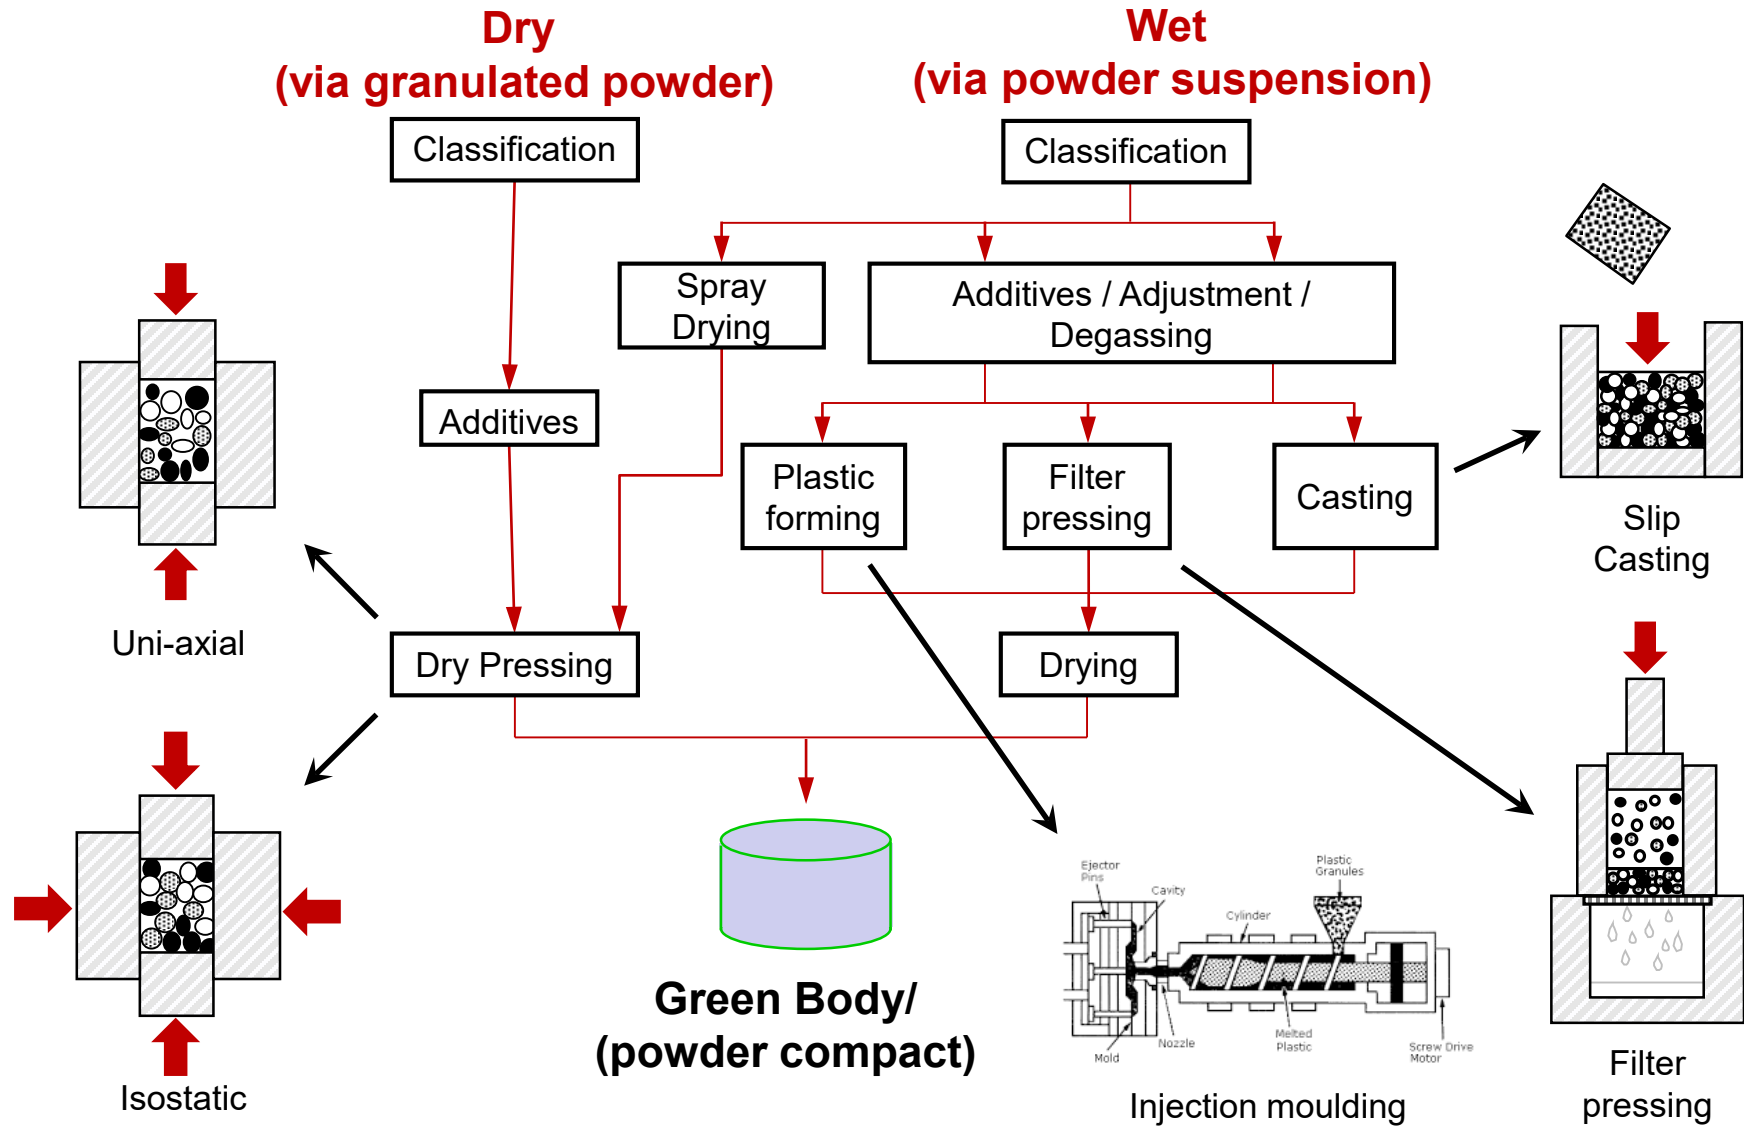 Dry
(via granulated powder)
Wet
(via powder suspension)
Classification
Classification
Spray
Drying
Additives / Adjustment /
Degassing
Additives
Plastic
forming
Filter
pressing
Casting
Slip
Casting
Uni-axial
Dry Pressing
Drying
Isostatic
Green Body/
(powder compact)
Ejector
Pins
Cavity
Cylinder
Plastic
Granules
Mold
Nozzle
Melted
Plastic
Screw Drive
Motor
Injection moulding
Filter
pressing